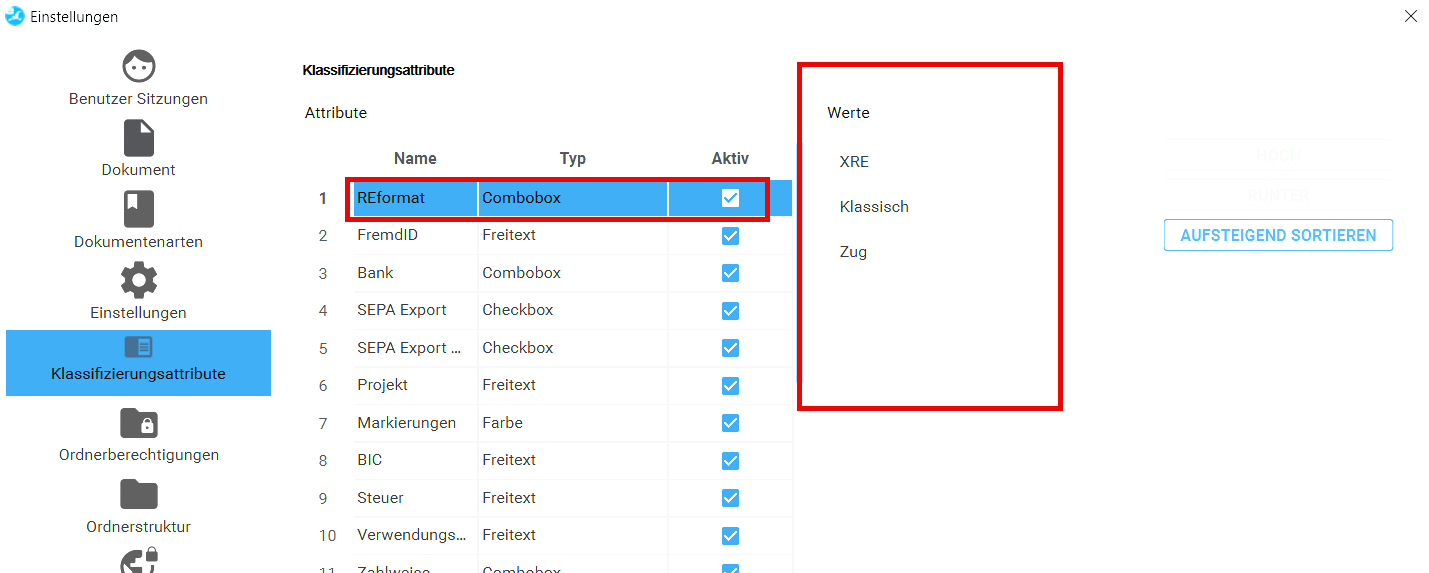 Einstellungen
Benutzer Sitzungen
Dokument
Dokumentenarten
Einstellungen
Klassifizierungsattribute
Ordnerberechtigungen
Ordnerstruktur
Klassifizierungsattribute
Attribute
Name Typ Aktiv
1 REformat Combobox
2 FremdID Freitext
3 Bank Combobox
4 SEPA Export Checkbox
5 SEPA Export ... Checkbox
6 Projekt Freitext
7 Markierungen Farbe
8 BIC Freitext
9 Steuer Freitext
10 Verwendungs... Freitext
11 Zahlweise Combobox
Werte
XRE
Klassisch
Zug
HOCH
RUNTER
AUFSTEIGEND SORTIEREN